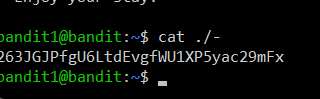 Enjoy your stay!
bandit1@bandit:~$ cat ./-
263JGJPfgU6LtdEvgfWU1XP5yac29mFx
bandit1@bandit:~$